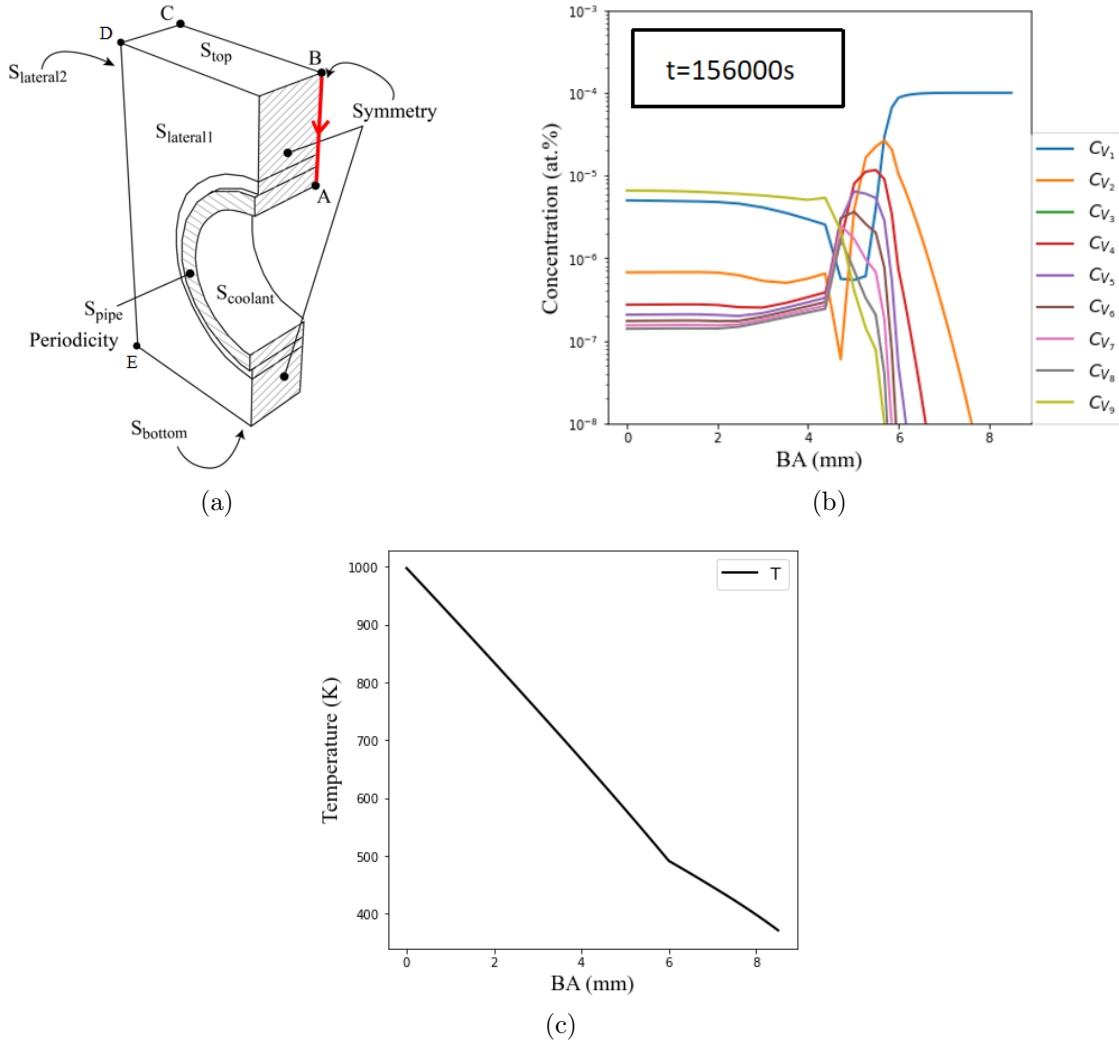 C
D
S_top
B
S_lateral2
Symmetry
S_lateral1
A
S_coolant
S_pipe
Periodicity
E
S_bottom
(a)
10⁻³
10⁻⁴
10⁻⁵
10⁻⁶
10⁻⁷
10⁻⁸
Concentration (at.%)
t=156000s
0 2 4 6 8
BA (mm)
C_V₁
C_V₂
C_V₃
C_V₄
C_V₅
C_V₆
C_V₇
C_V₈
C_V₉
(b)
1000
900
800
700
600
500
400
Temperature (K)
T
0 2 4 6 8
BA (mm)
(c)